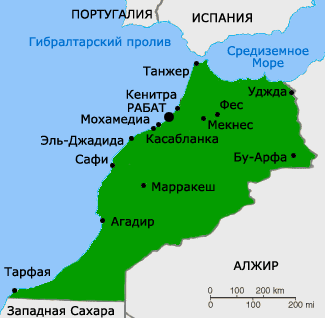 ПОРТУГАЛИЯ
ИСПАНИЯ
Гибралтарский пролив
Средиземное
Море
Танжер
Уджда
Кенитра
РАБАТ
Фес
Мохамедиа
Мекнес
Эль-Джадида
Касабланка
Сафи
Бу-Арфа
Марракеш
Агадир
АЛЖИР
Тарфая
0 100 200 km
0 100 200 mi
Западная Сахара